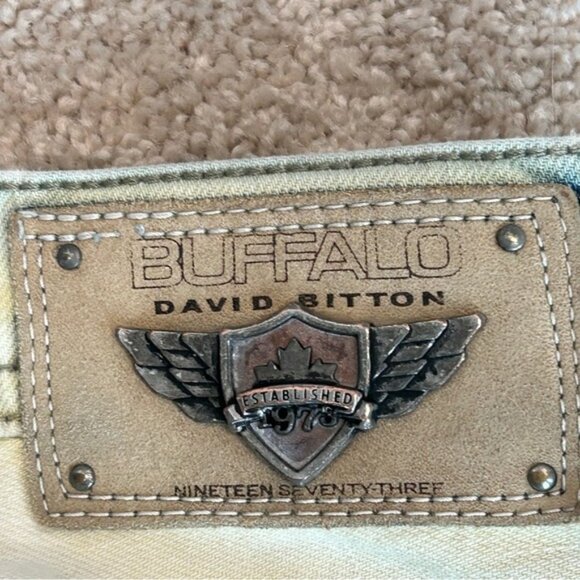 BUFFALO
DAVID BITTON
ESTABLISHED
1973
NINETEEN SEVENTY-THREE